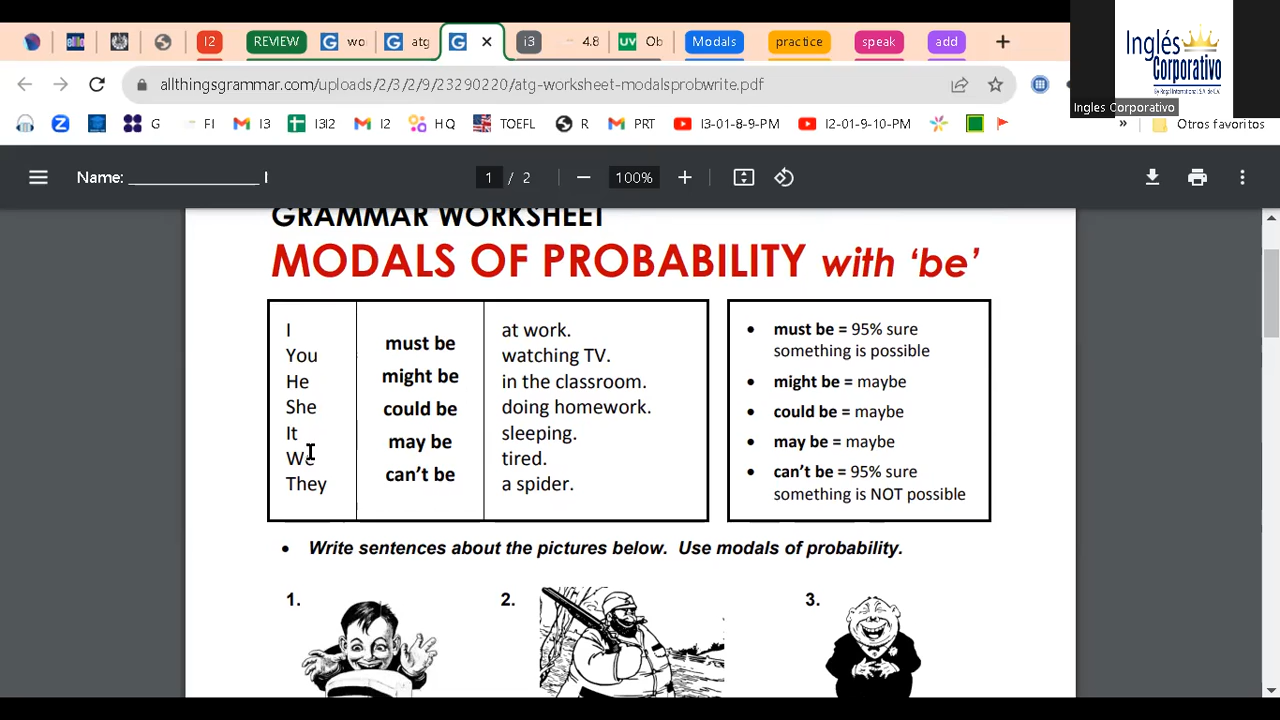 I2
REVIEW
wo
atg
i3
4.8
UV Ob
Modals
practice
speak
add
Inglés
Corporativo
Ingles Corporativo
allthingsgrammar.com/uploads/2/3/2/9/23290220/atg-worksheet-modalsprobwrite.pdf
G
FI
I3
I3I2
I2
HQ
TOEFL
R
PRT
I3-01-8-9-PM
I2-01-9-10-PM
»
Otros favoritos
Name: ______________ I
1 / 2
100%
GRAMMAR WORKSHEET
MODALS OF PROBABILITY with ‘be’
I
You
He
She
It
We
They
must be
might be
could be
may be
can’t be
at work.
watching TV.
in the classroom.
doing homework.
sleeping.
tired.
a spider.
• must be = 95% sure
something is possible
• might be = maybe
• could be = maybe
• may be = maybe
• can’t be = 95% sure
something is NOT possible
• Write sentences about the pictures below. Use modals of probability.
1.
2.
3.